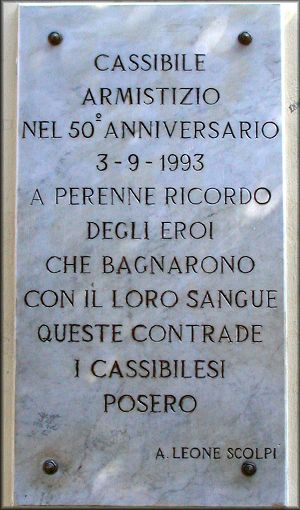 CASSIBILE
ARMISTIZIO
NEL 50º ANNIVERSARIO
3-9-1993
A PERENNE RICORDO
DEGLI EROI
CHE BAGNARONO
CON IL LORO SANGUE
QUESTE CONTRADE
I CASSIBILESI
POSERO
A. LEONE SCOLPI